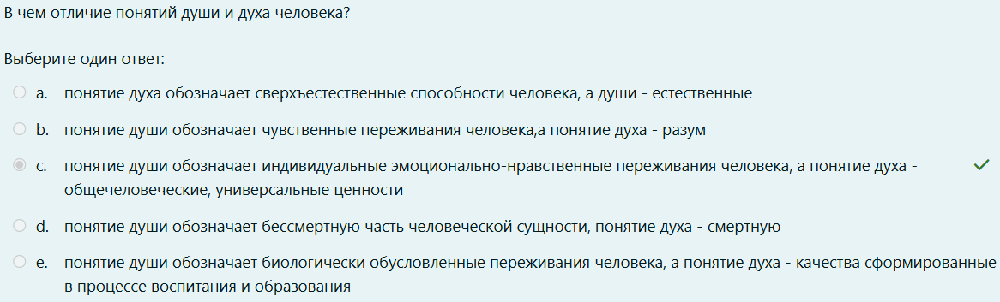 В чем отличие понятий души и духа человека?
Выберите один ответ:
a. понятие духа обозначает сверхъестественные способности человека, а души - естественные
b. понятие души обозначает чувственные переживания человека,а понятие духа - разум
c. понятие души обозначает индивидуальные эмоционально-нравственные переживания человека, а понятие духа -
общечеловеческие, универсальные ценности
d. понятие души обозначает бессмертную часть человеческой сущности, понятие духа - смертную
e. понятие души обозначает биологически обусловленные переживания человека, а понятие духа - качества сформированные
в процессе воспитания и образования